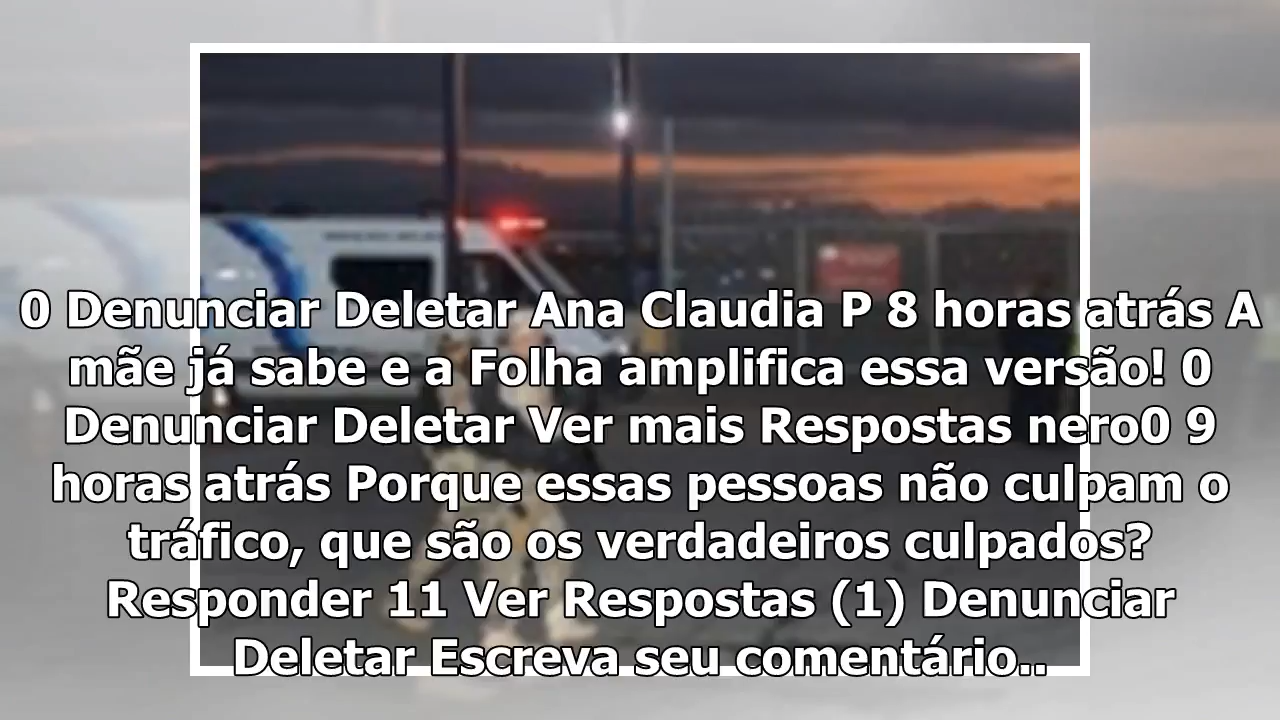 0 Denunciar Deletar Ana Claudia P 8 horas atrás A
mãe já sabe e a Folha amplifica essa versão! 0
Denunciar Deletar Ver mais Respostas nero0 9
horas atrás Porque essas pessoas não culpam o
tráfico, que são os verdadeiros culpados?
Responder 11 Ver Respostas (1) Denunciar
Deletar Escreva seu comentário..